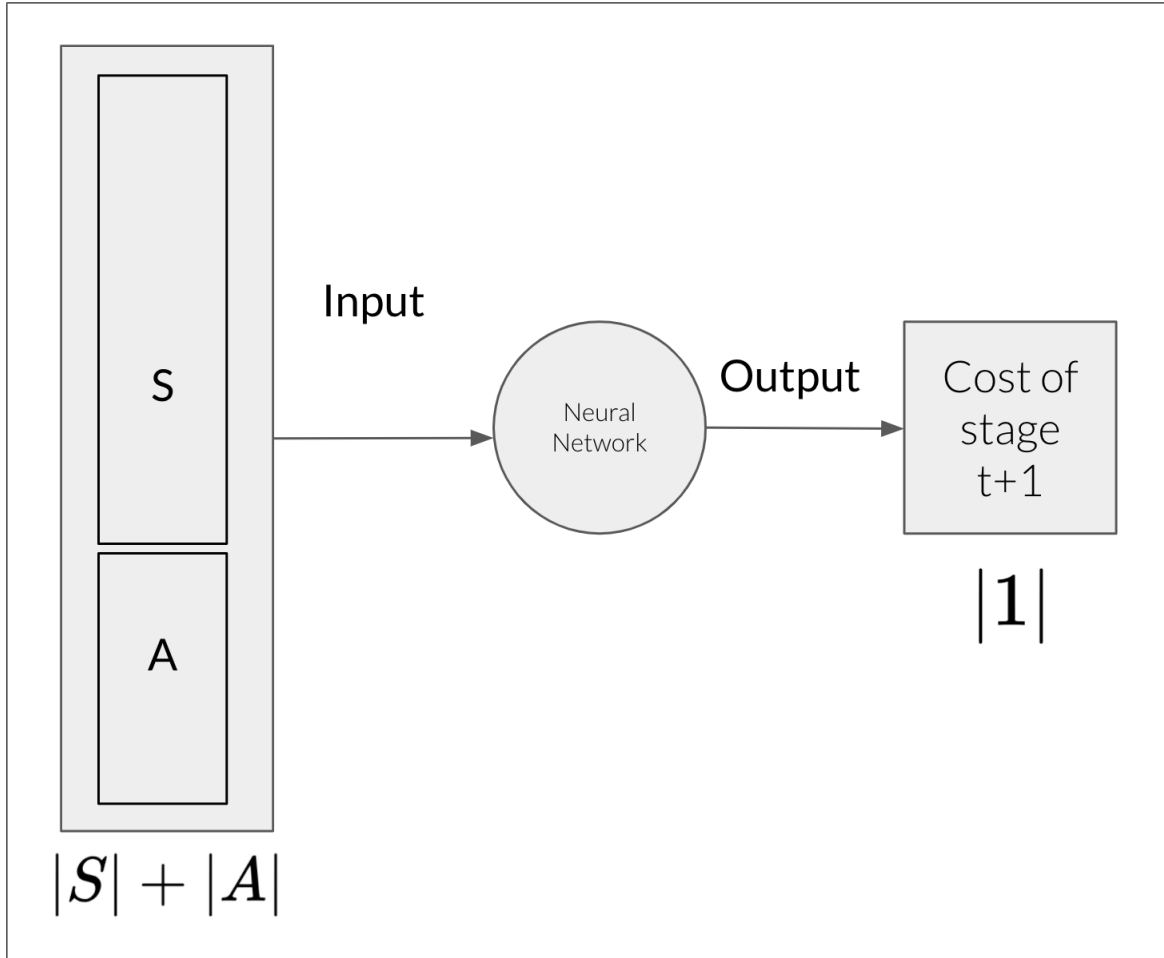 S
A
|S| + |A|
Input
Neural
Network
Output
Cost of
stage
t+1
|1|